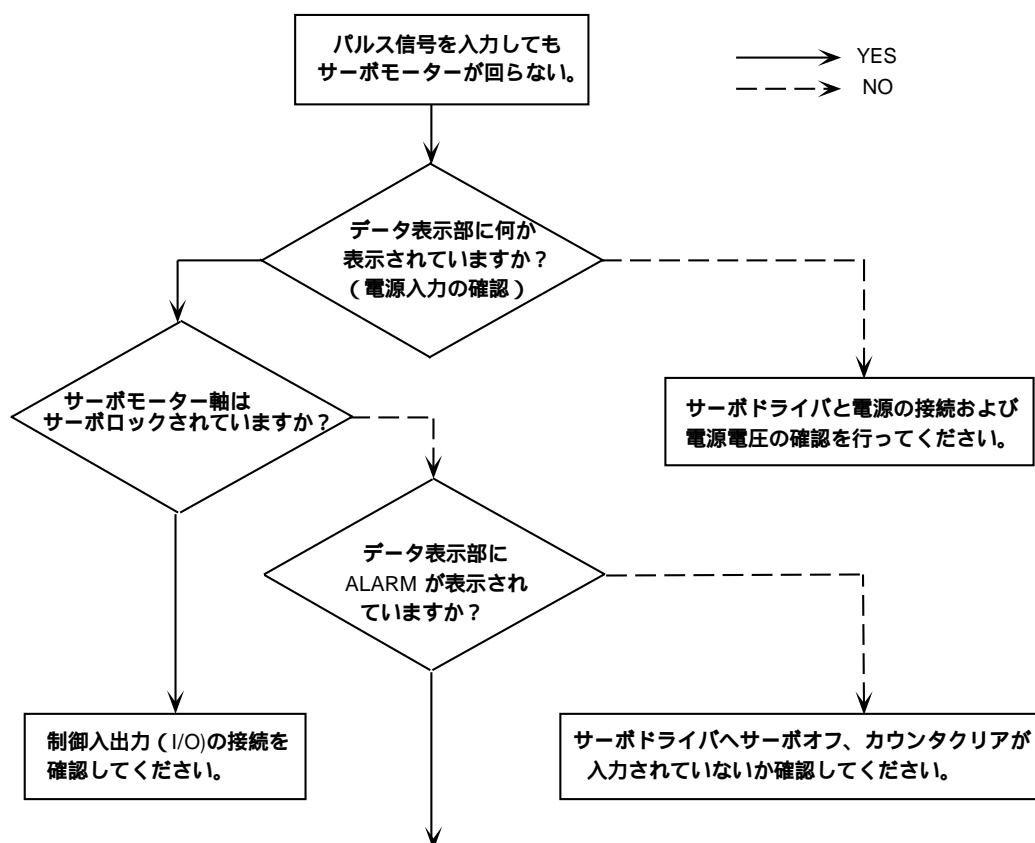 パルス信号を入力しても
サーボモーターが回らない。
YES
NO
データ表示部に何か
表示されていますか?
(電源入力の確認)
サーボモーター軸は
サーボロックされていますか?
サーボドライバと電源の接続および
電源電圧の確認を行ってください。
データ表示部に
ALARM が表示され
ていますか?
制御入出力(I/O)の接続を
確認してください。
サーボドライバへサーボオフ、カウンタクリアが
入力されていないか確認してください。